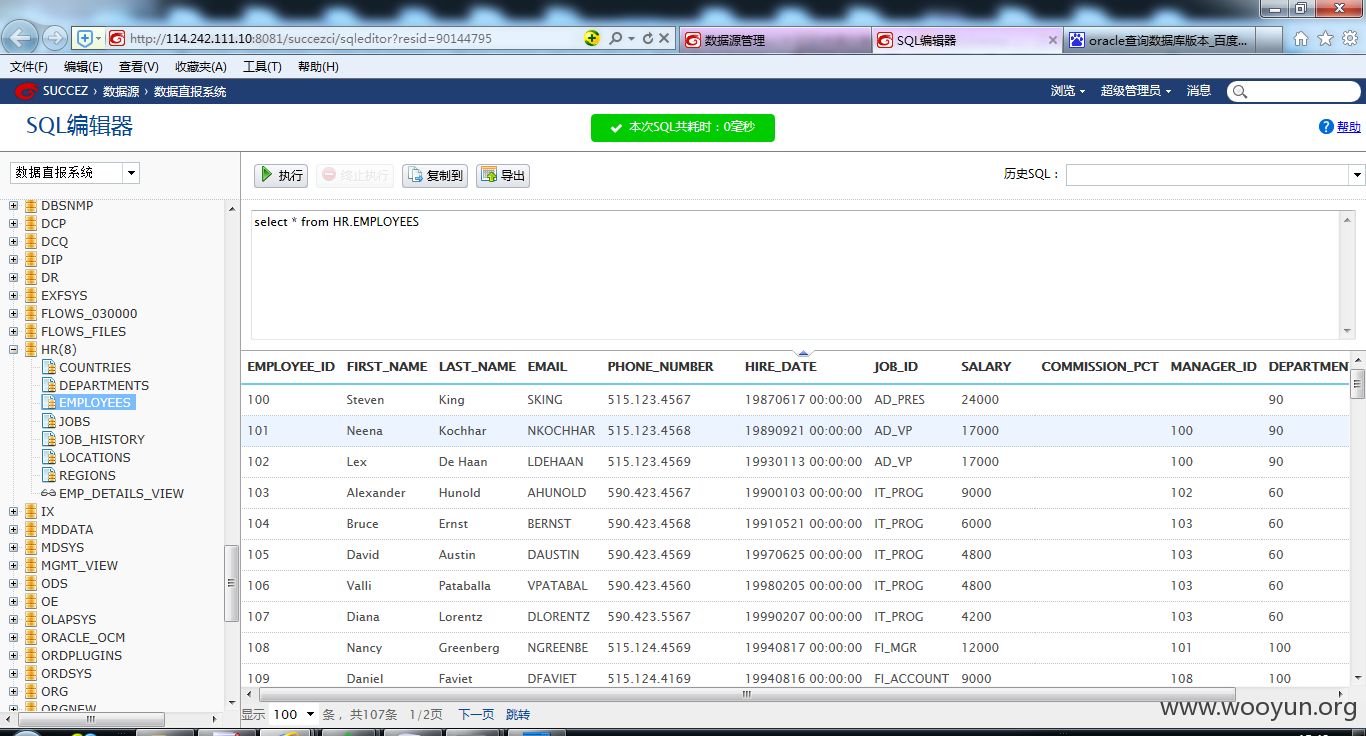 http://114.242.111.10:8081/succezci/sqleditor?resid=90144795
数据源管理
SQL编辑器
oracle查询数据库版本_百度...
文件(F) 编辑(E) 查看(V) 收藏夹(A) 工具(T) 帮助(H)
SUCCEZ › 数据源 › 数据直报系统
浏览 超级管理员 消息
SQL编辑器
本次SQL共耗时：0毫秒
帮助
数据直报系统
执行 终止执行 复制到 导出
历史SQL：
DBSNMP
DCP
DCQ
DIP
DR
EXFSYS
FLOWS_030000
FLOWS_FILES
HR(8)
COUNTRIES
DEPARTMENTS
EMPLOYEES
JOBS
JOB_HISTORY
LOCATIONS
REGIONS
EMP_DETAILS_VIEW
IX
MDDATA
MDSYS
MGMT_VIEW
ODS
OE
OLAPSYS
ORACLE_OCM
ORDPLUGINS
ORDSYS
ORG
ORGNEW
select * from HR.EMPLOYEES
EMPLOYEE_ID FIRST_NAME LAST_NAME EMAIL PHONE_NUMBER HIRE_DATE JOB_ID SALARY COMMISSION_PCT MANAGER_ID DEPARTMEN
100 Steven King SKING 515.123.4567 19870617 00:00:00 AD_PRES 24000 90
101 Neena Kochhar NKOCHHAR 515.123.4568 19890921 00:00:00 AD_VP 17000 100 90
102 Lex De Haan LDEHAAN 515.123.4569 19930113 00:00:00 AD_VP 17000 100 90
103 Alexander Hunold AHUNOLD 590.423.4567 19900103 00:00:00 IT_PROG 9000 102 60
104 Bruce Ernst BERNST 590.423.4568 19910521 00:00:00 IT_PROG 6000 103 60
105 David Austin DAUSTIN 590.423.4569 19970625 00:00:00 IT_PROG 4800 103 60
106 Valli Pataballa VPATABAL 590.423.4560 19980205 00:00:00 IT_PROG 4800 103 60
107 Diana Lorentz DLORENTZ 590.423.5567 19990207 00:00:00 IT_PROG 4200 103 60
108 Nancy Greenberg NGREENBE 515.124.4569 19940817 00:00:00 FI_MGR 12000 101 100
109 Daniel Faviet DFAVIET 515.124.4169 19940816 00:00:00 FI_ACCOUNT 9000 108 100
显示 100 条，共107条 1/2页 下一页 跳转
www.wooyun.org